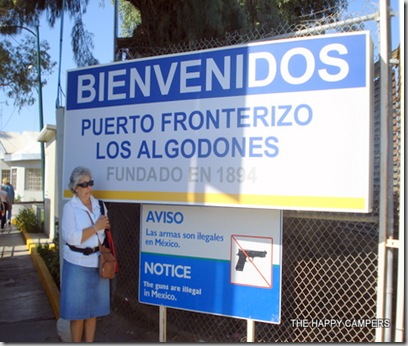 BIENVENIDOS
PUERTO FRONTERIZO
LOS ALGODONES
FUNDADO EN 1894
AVISO
Las armas son ilegales
en México.
NOTICE
The guns are illegal
in Mexico.
THE HAPPY CAMPERS